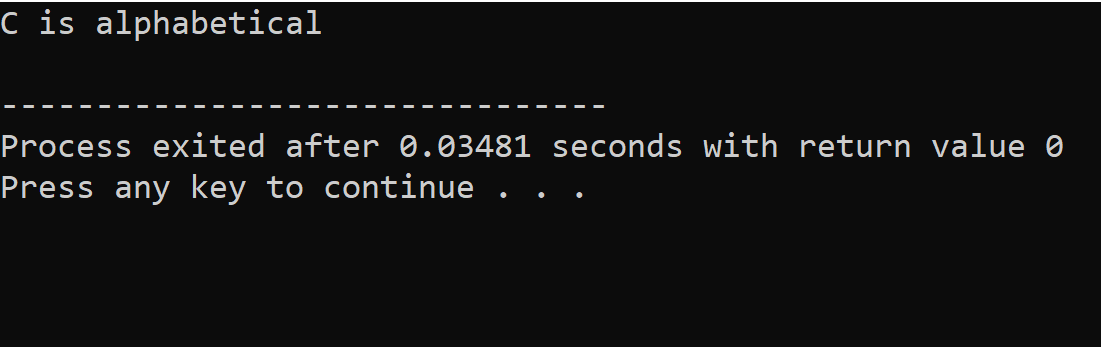 C is alphabetical
--------------------------------
Process exited after 0.03481 seconds with return value 0
Press any key to continue . . .